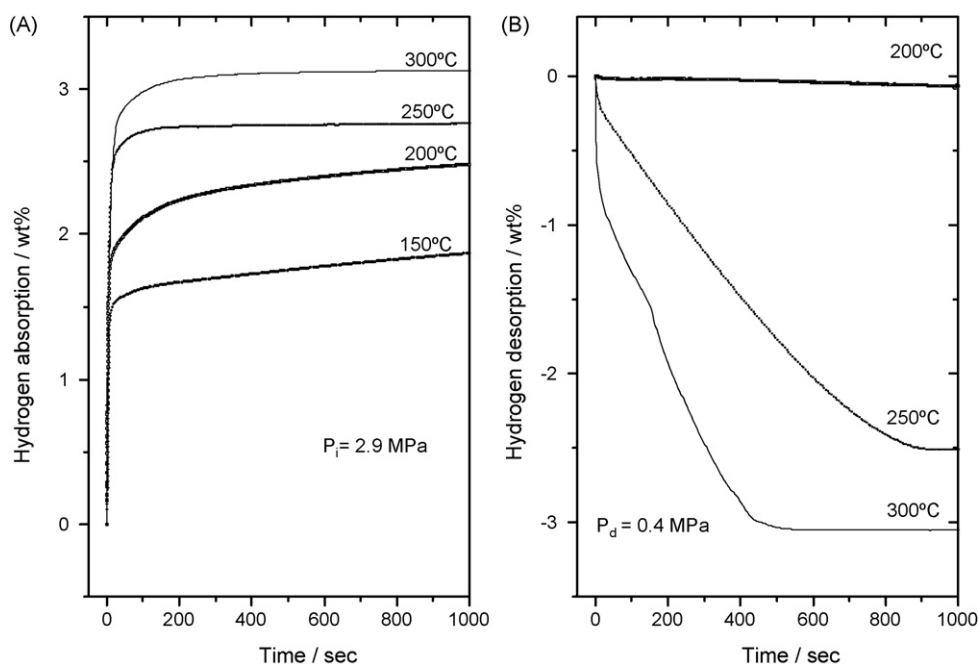 (A)
Hydrogen absorption / wt%
3
2
1
0
300ºC
250ºC
200ºC
150ºC
Pi= 2.9 MPa
0 200 400 600 800 1000
Time / sec
(B)
Hydrogen desorption / wt%
0
-1
-2
-3
200ºC
250ºC
300ºC
Pd = 0.4 MPa
0 200 400 600 800 1000
Time / sec